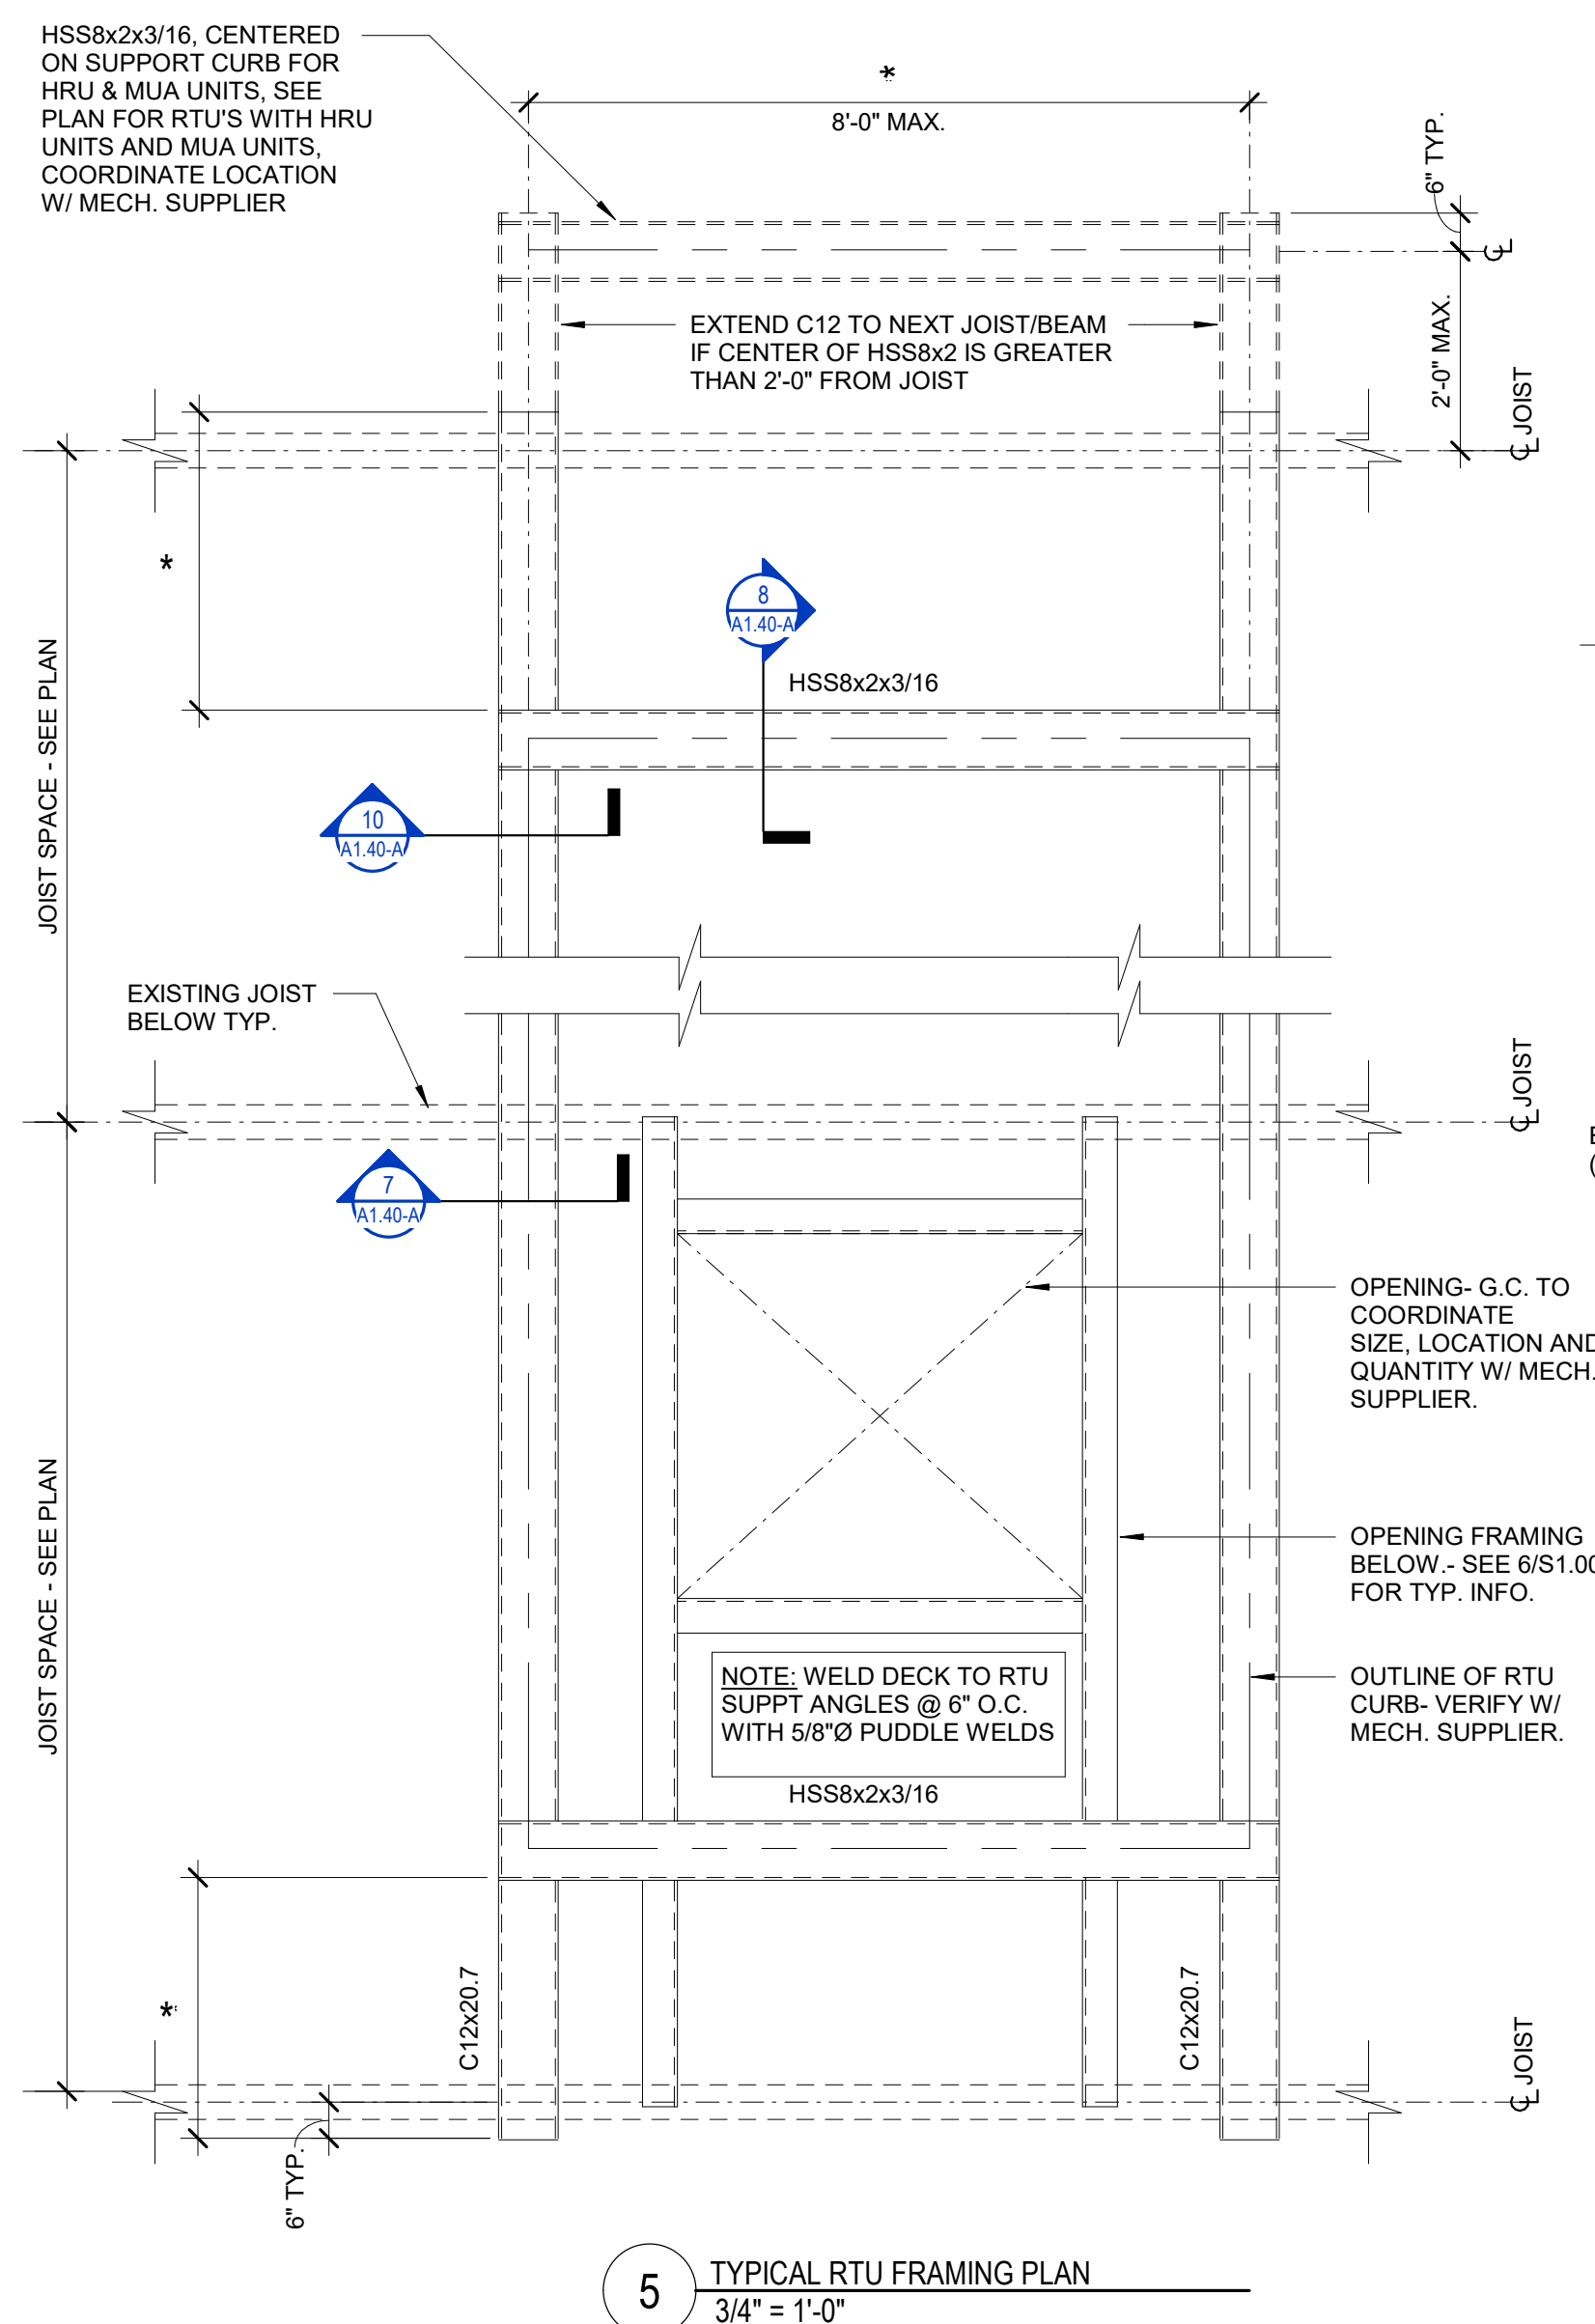 HSS8x2x3/16, CENTERED
ON SUPPORT CURB FOR
HRU & MUA UNITS, SEE
PLAN FOR RTU'S WITH HRU
UNITS AND MUA UNITS,
COORDINATE LOCATION
W/ MECH. SUPPLIER
*
8'-0" MAX.
6" TYP.
CL
2'-0" MAX.
EXTEND C12 TO NEXT JOIST/BEAM
IF CENTER OF HSS8x2 IS GREATER
THAN 2'-0" FROM JOIST
CL JOIST
*
JOIST SPACE - SEE PLAN
8
A1.40-A
HSS8x2x3/16
10
A1.40-A
EXISTING JOIST
BELOW TYP.
CL JOIST
7
A1.40-A
OPENING- G.C. TO
COORDINATE
SIZE, LOCATION AND
QUANTITY W/ MECH.
SUPPLIER.
JOIST SPACE - SEE PLAN
OPENING FRAMING
BELOW.- SEE 6/S1.00
FOR TYP. INFO.
NOTE: WELD DECK TO RTU
SUPPT ANGLES @ 6" O.C.
WITH 5/8"Ø PUDDLE WELDS
OUTLINE OF RTU
CURB- VERIFY W/
MECH. SUPPLIER.
HSS8x2x3/16
*
C12x20.7
C12x20.7
CL JOIST
6" TYP.
5
TYPICAL RTU FRAMING PLAN
3/4" = 1'-0"